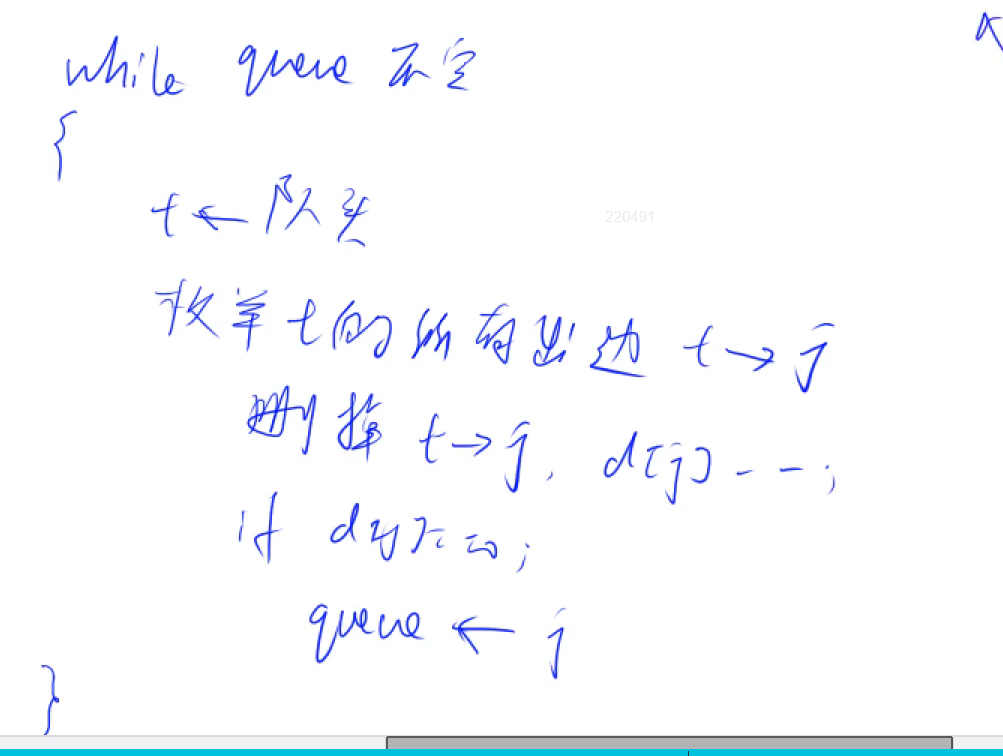 while queue 不空
{
t ← 队头
220491
枚举 t 的所有出边 t → j
删掉 t → j, d[j] --;
if d[j] == 0;
queue ← j
}